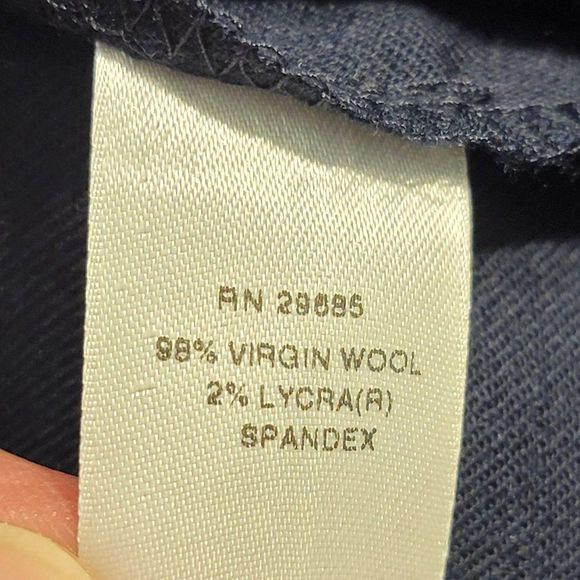 RN 29685
98% VIRGIN WOOL
2% LYCRA(R)
SPANDEX